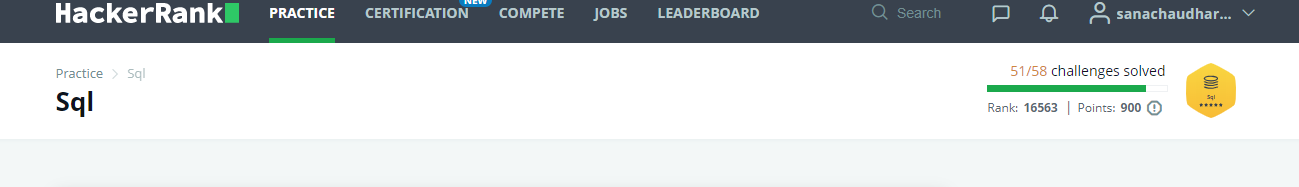 HackerRank PRACTICE CERTIFICATION NEW COMPETE JOBS LEADERBOARD Search sanachaudhar...
Practice > Sql
Sql
51/58 challenges solved
Rank: 16563 | Points: 900
Sql